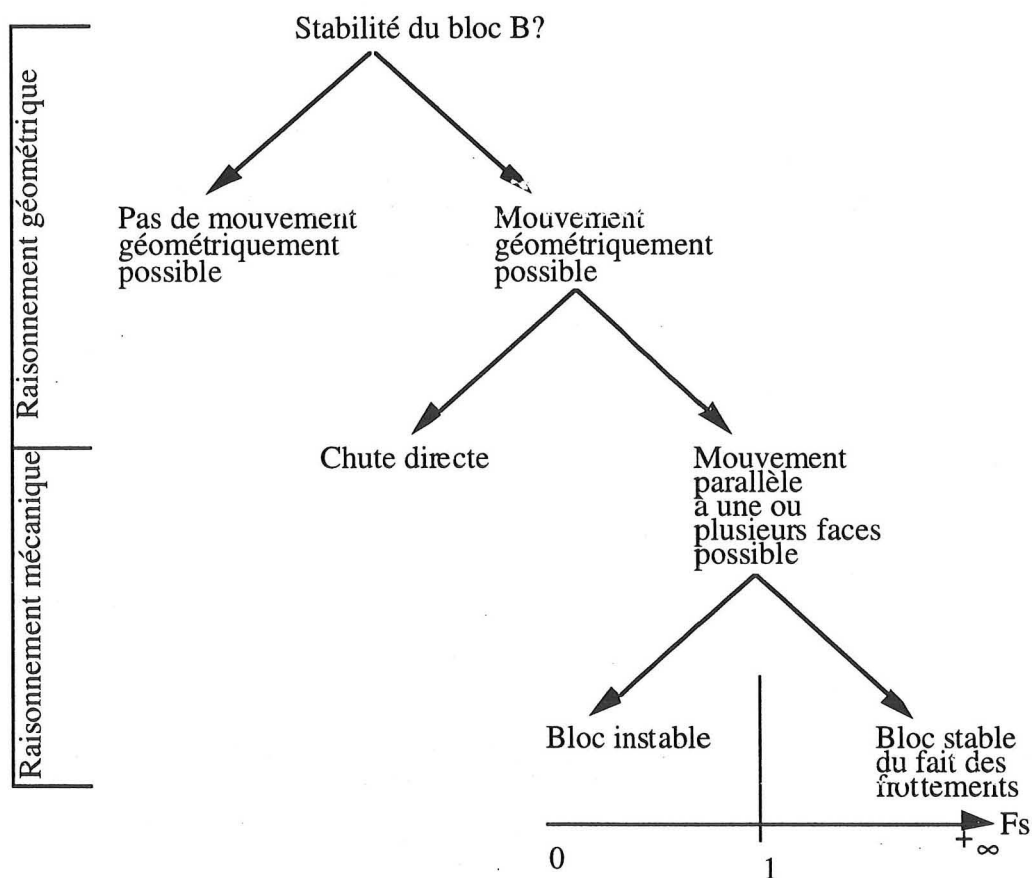 Stabilité du bloc B?
Raisonnement géométrique
Pas de mouvement
géométriquement
possible
Mouvement
géométriquement
possible
Chute directe
Mouvement
parallèle
à une ou
plusieurs faces
possible
Raisonnement mécanique
Bloc instable
Bloc stable
du fait des
frottements
Fs
0
1
+∞